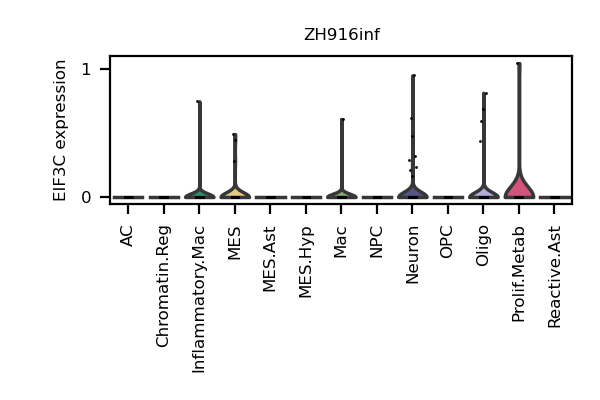 ZH916inf
EIF3C expression
1
0
AC
Chromatin.Reg
Inflammatory.Mac
MES
MES.Ast
MES.Hyp
Mac
NPC
Neuron
OPC
Oligo
Prolif.Metab
Reactive.Ast